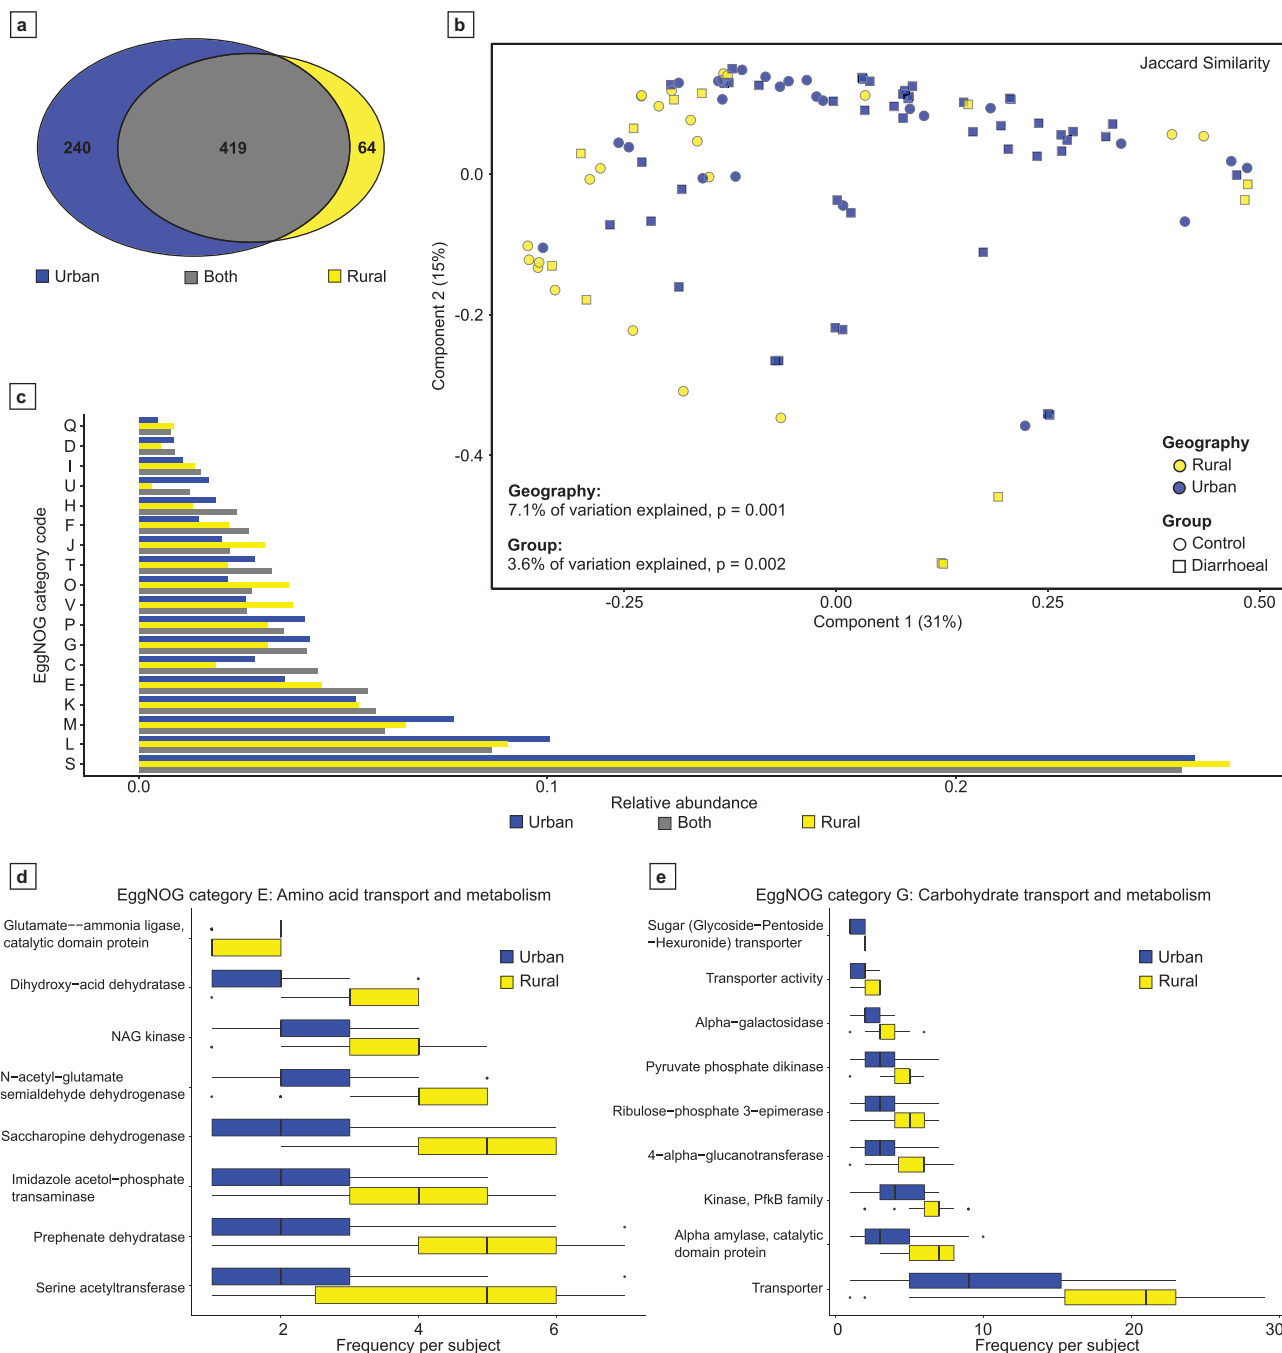 a
240
419
64
Urban
Both
Rural
b
Jaccard Similarity
Component 2 (15%)
0.0
-0.2
-0.4
Geography:
7.1% of variation explained, p = 0.001
Group:
3.6% of variation explained, p = 0.002
Geography
Rural
Urban
Group
Control
Diarrhoeal
-0.25
0.00
0.25
0.50
Component 1 (31%)
c
EggNOG category code
Q
D
I
U
H
F
J
T
O
V
P
G
C
E
K
M
L
S
0.0
0.1
0.2
Relative abundance
Urban
Both
Rural
d
EggNOG category E: Amino acid transport and metabolism
Glutamate−−ammonia ligase,
catalytic domain protein
Dihydroxy−acid dehydratase
NAG kinase
N−acetyl−glutamate
semialdehyde dehydrogenase
Saccharopine dehydrogenase
Imidazole acetol−phosphate
transaminase
Prephenate dehydratase
Serine acetyltransferase
Urban
Rural
2
4
6
Frequency per subject
e
EggNOG category G: Carbohydrate transport and metabolism
Sugar (Glycoside−Pentoside
−Hexuronide) transporter
Transporter activity
Alpha−galactosidase
Pyruvate phosphate dikinase
Ribulose−phosphate 3−epimerase
4−alpha−glucanotransferase
Kinase, PfkB family
Alpha amylase, catalytic
domain protein
Transporter
Urban
Rural
0
10
20
30
Frequency per subject